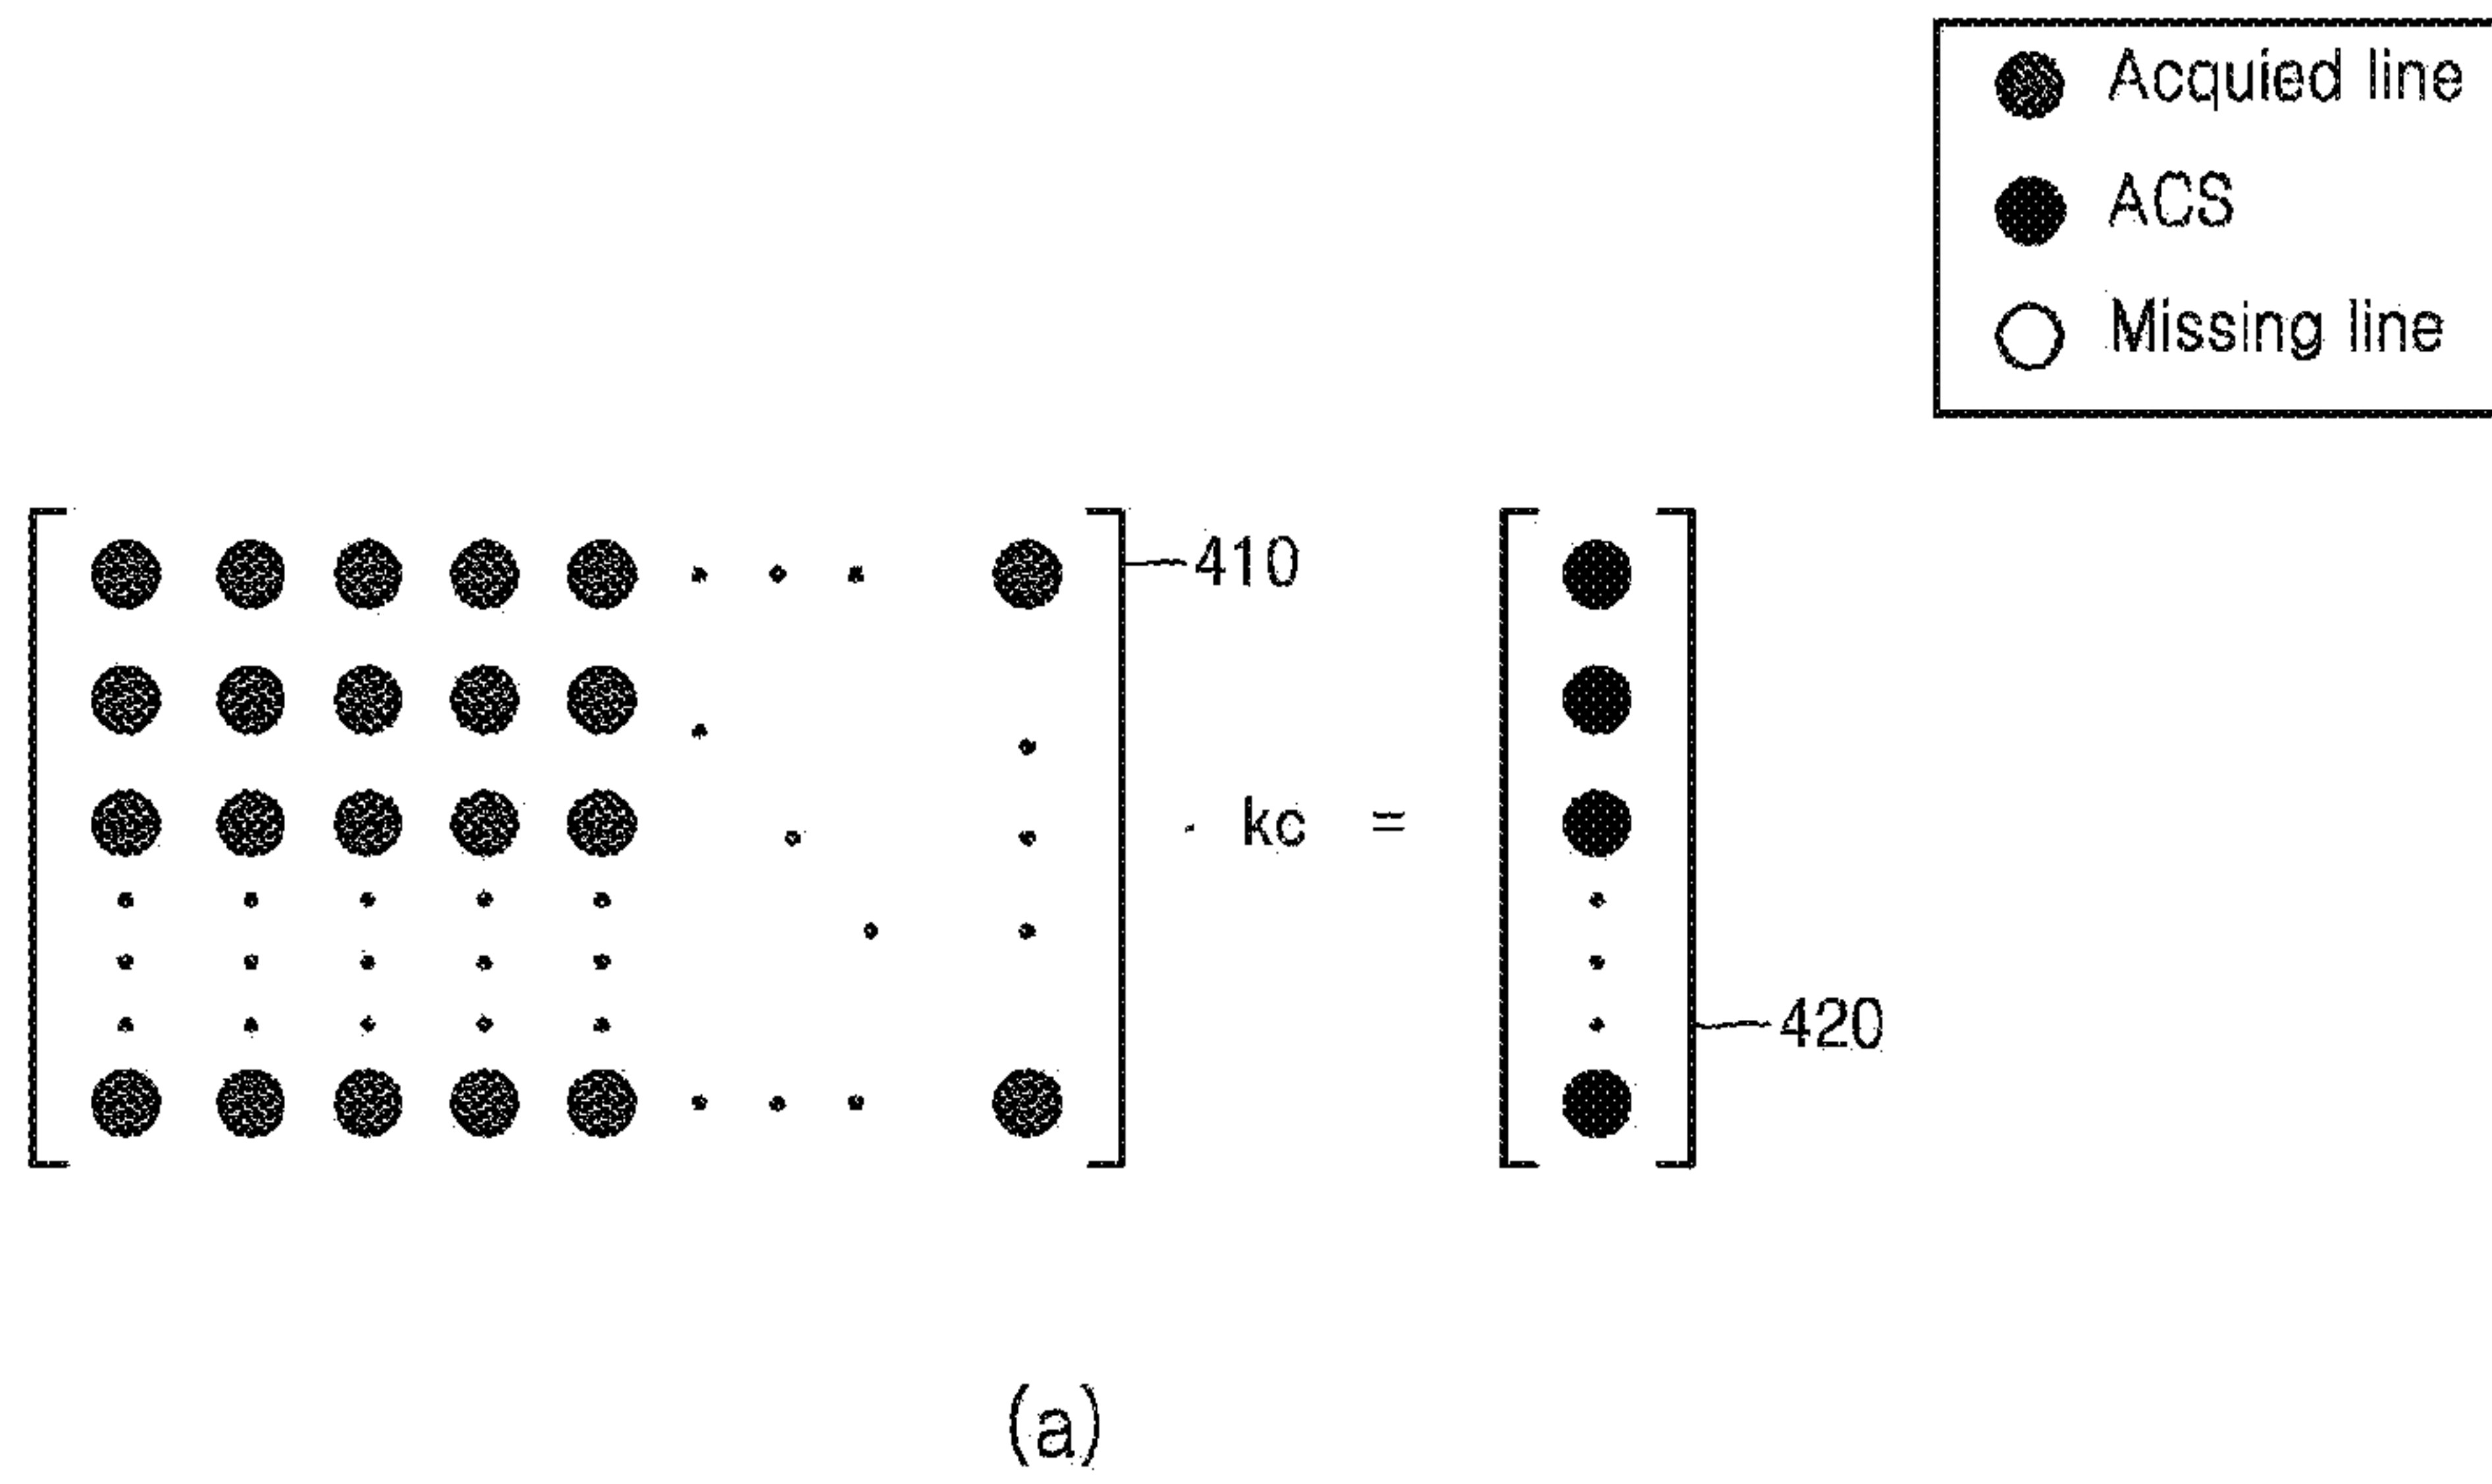 Acquied line
ACS
Missing line
410
· kc =
420
(a)